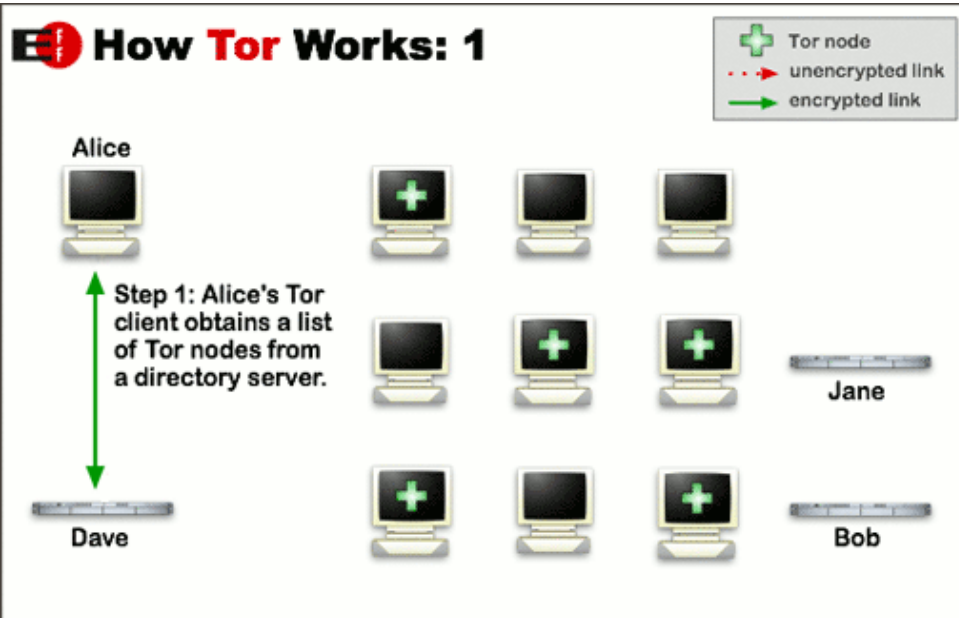 EFF How Tor Works: 1
Tor node
unencrypted link
encrypted link
Alice
Step 1: Alice's Tor
client obtains a list
of Tor nodes from
a directory server.
Jane
Dave
Bob